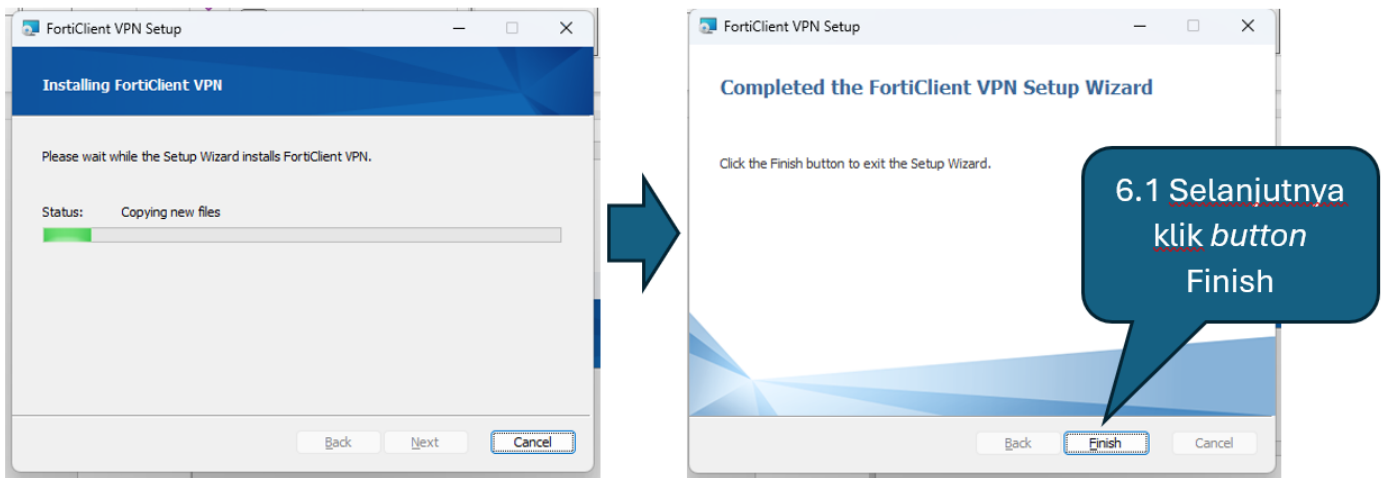 FortiClient VPN Setup
Installing FortiClient VPN
Please wait while the Setup Wizard installs FortiClient VPN.
Status: Copying new files
Back Next Cancel
FortiClient VPN Setup
Completed the FortiClient VPN Setup Wizard
Click the Finish button to exit the Setup Wizard.
6.1 Selanjutnya
klik button
Finish
Back Finish Cancel